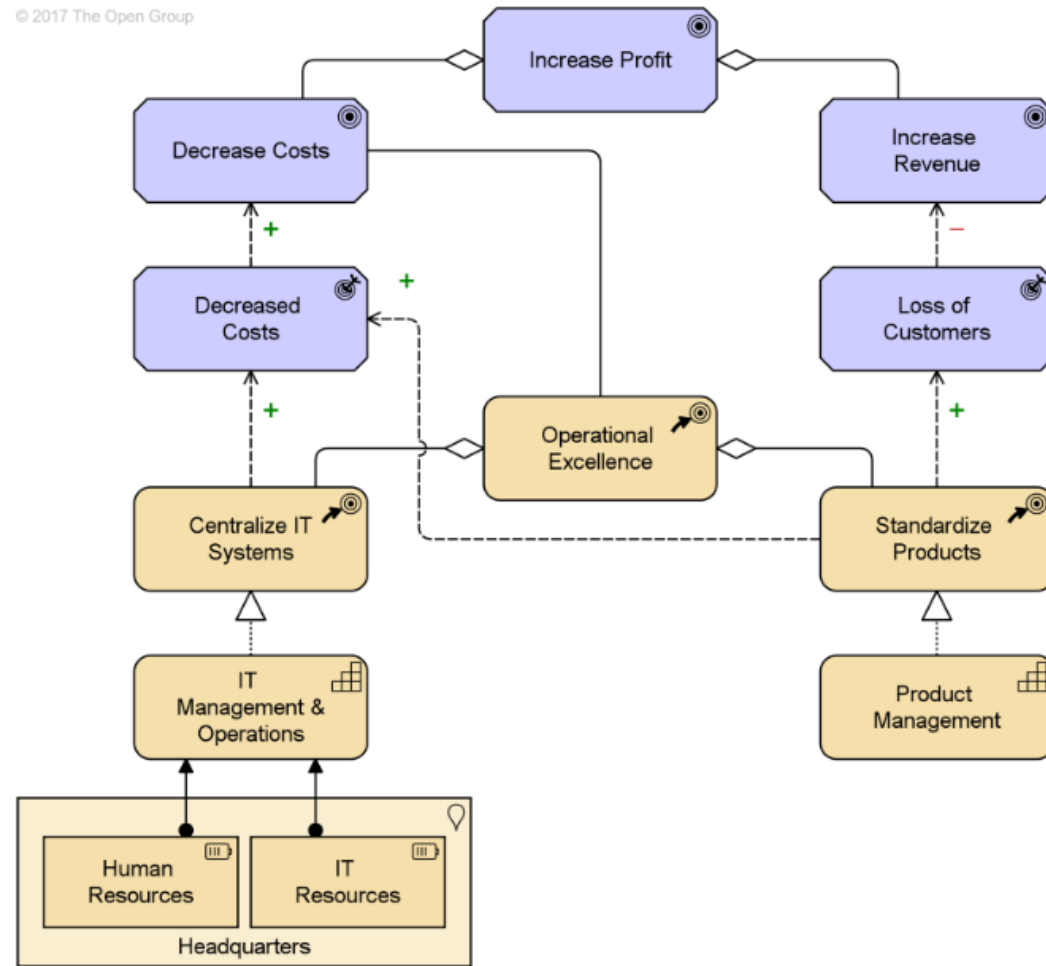 © 2017 The Open Group
Increase Profit
Decrease Costs
Increase
Revenue
+
−
+
Decreased
Costs
Loss of
Customers
+
+
Operational
Excellence
Centralize IT
Systems
Standardize
Products
IT
Management &
Operations
Product
Management
Human
Resources
IT
Resources
Headquarters